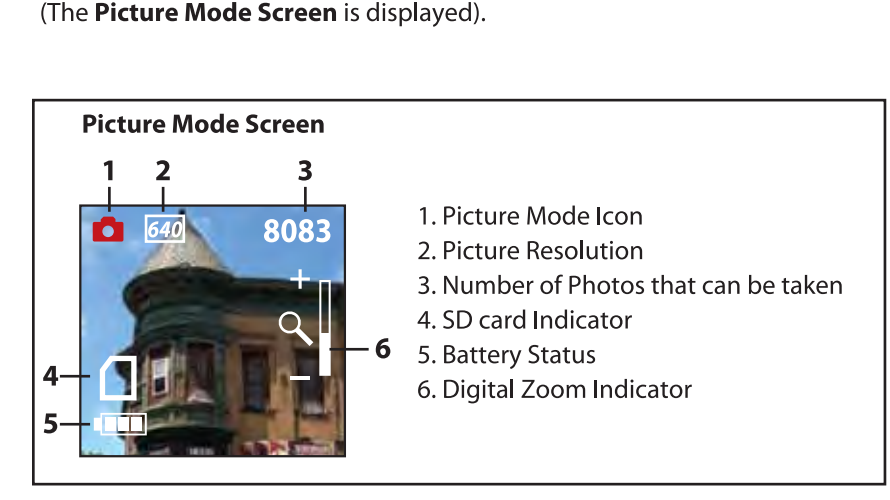 (The Picture Mode Screen is displayed).
Picture Mode Screen
1 2 3
640 8083
+
−
4
5
6
1. Picture Mode Icon
2. Picture Resolution
3. Number of Photos that can be taken
4. SD card Indicator
5. Battery Status
6. Digital Zoom Indicator